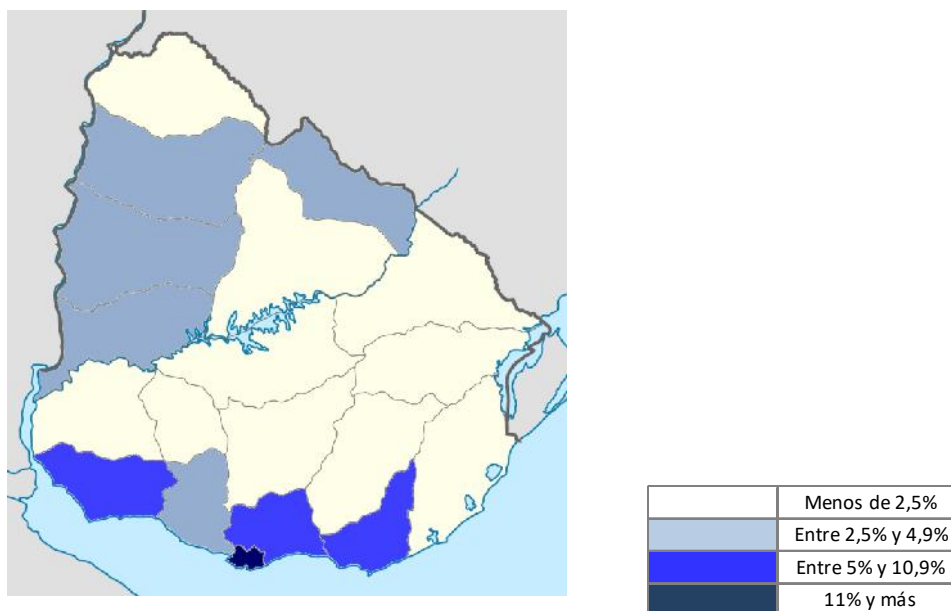 Menos de 2,5%
Entre 2,5% y 4,9%
Entre 5% y 10,9%
11% y más